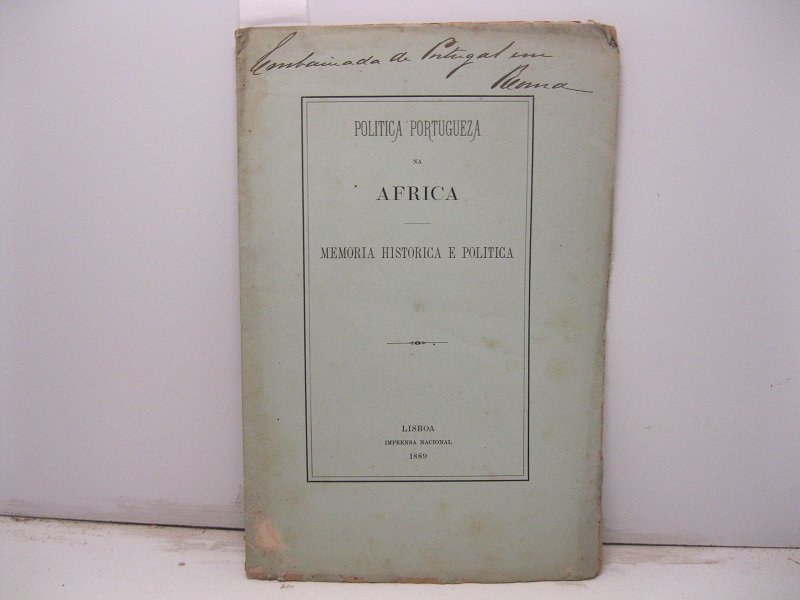 Embaixada de Portugal em
Roma
POLITICA PORTUGUEZA
NA
AFRICA
MEMORIA HISTORICA E POLITICA
LISBOA
IMPRENSA NACIONAL
1889